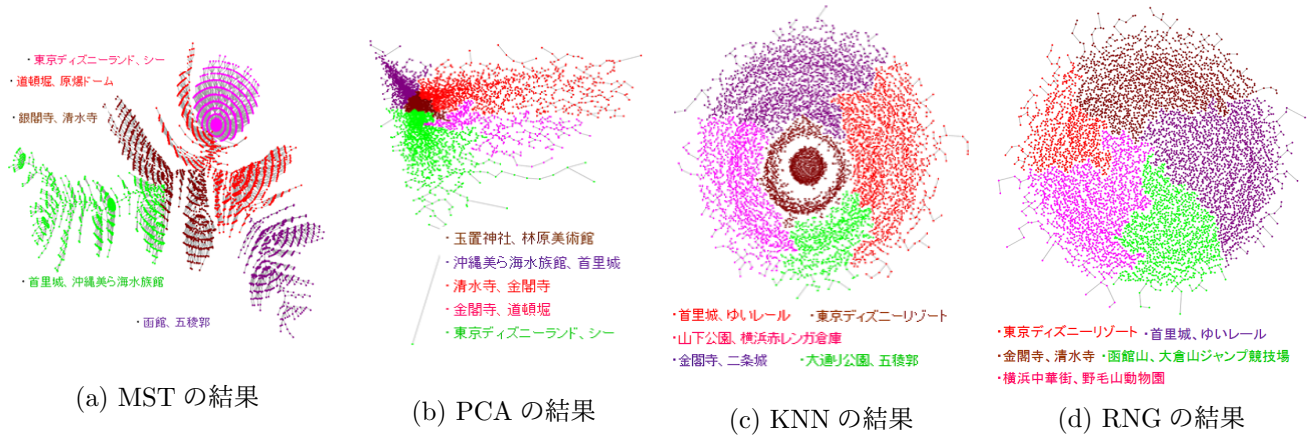 ・東京ディズニーランド、シー
・道頓堀、原爆ドーム
・銀閣寺、清水寺
・首里城、沖縄美ら海水族館
・函館、五稜郭
(a) MST の結果
・玉置神社、林原美術館
・沖縄美ら海水族館、首里城
・清水寺、金閣寺
・金閣寺、道頓堀
・東京ディズニーランド、シー
(b) PCA の結果
・首里城、ゆいレール ・東京ディズニーリゾート
・山下公園、横浜赤レンガ倉庫
・金閣寺、二条城 ・大通り公園、五稜郭
(c) KNN の結果
・東京ディズニーリゾート ・首里城、ゆいレール
・金閣寺、清水寺 ・函館山、大倉山ジャンプ競技場
・横浜中華街、野毛山動物園
(d) RNG の結果